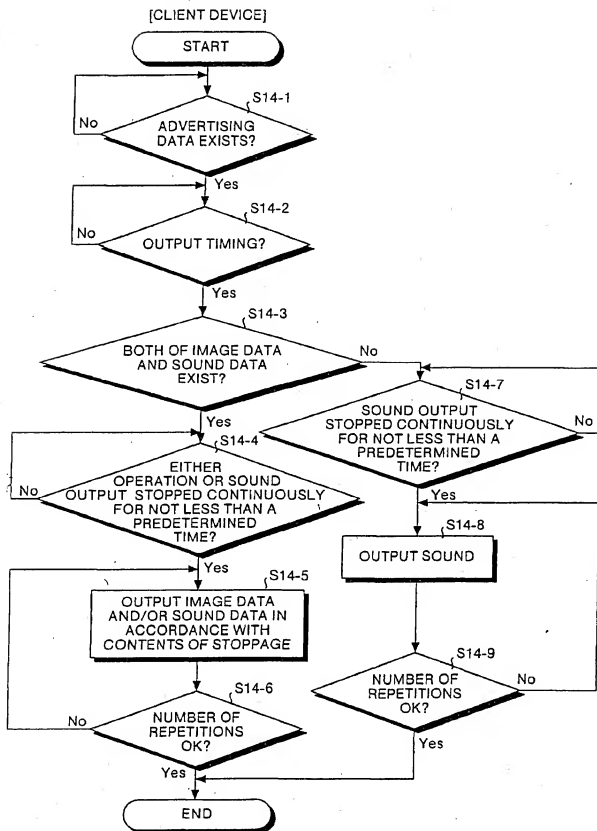 [CLIENT DEVICE]
START
S14-1
ADVERTISING
DATA EXISTS?
No
Yes
S14-2
OUTPUT TIMING?
No
Yes
S14-3
BOTH OF IMAGE DATA
AND SOUND DATA
EXIST?
No
Yes
S14-4
EITHER
OPERATION OR SOUND
OUTPUT STOPPED CONTINUOUSLY
FOR NOT LESS THAN A
PREDETERMINED
TIME?
No
Yes
S14-5
OUTPUT IMAGE DATA
AND/OR SOUND DATA IN
ACCORDANCE WITH
CONTENTS OF STOPPAGE
S14-6
NUMBER OF
REPETITIONS
OK?
No
Yes
S14-7
SOUND OUTPUT
STOPPED CONTINUOUSLY
FOR NOT LESS THAN A
PREDETERMINED
TIME?
No
Yes
S14-8
OUTPUT SOUND
S14-9
NUMBER OF
REPETITIONS
OK?
No
Yes
END